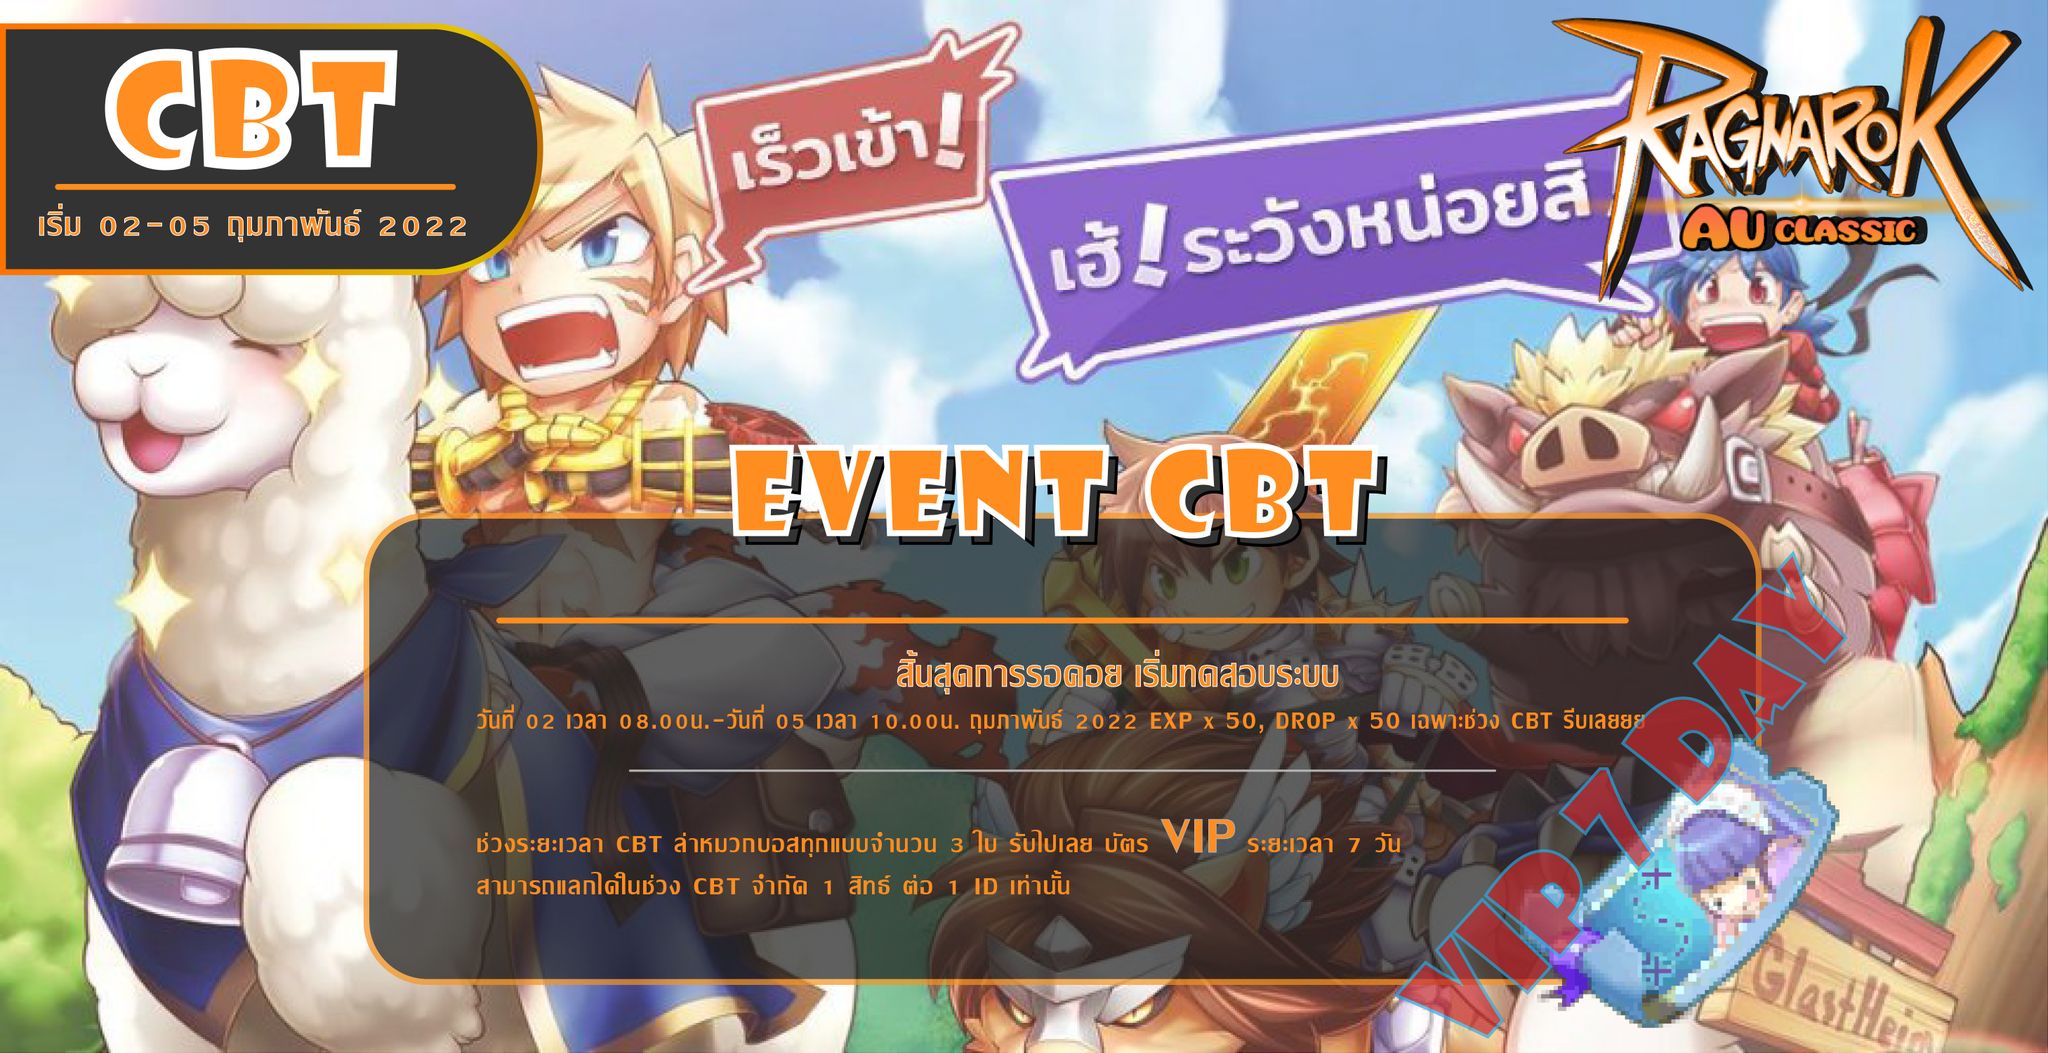 CBT
เริ่ม 02-05 กุมภาพันธ์ 2022
เร็วเข้า!
เฮ้! ระวังหน่อยสิ
RAGNAROK
AU CLASSIC
EVENT CBT
สิ้นสุดการรอคอย เริ่มทดสอบระบบ
วันที่ 02 เวลา 08.00น.-วันที่ 05 เวลา 10.00น. กุมภาพันธ์ 2022 EXP x 50, DROP x 50 เฉพาะช่วง CBT รีบเลยยย
ช่วงระยะเวลา CBT ล่าหมวกบอสทุกแบบจำนวน 3 ใบ รับไปเลย บัตร VIP ระยะเวลา 7 วัน
สามารถแลกได้ในช่วง CBT จำกัด 1 สิทธ์ ต่อ 1 ID เท่านั้น
VIP 7 DAY
GlastHeim